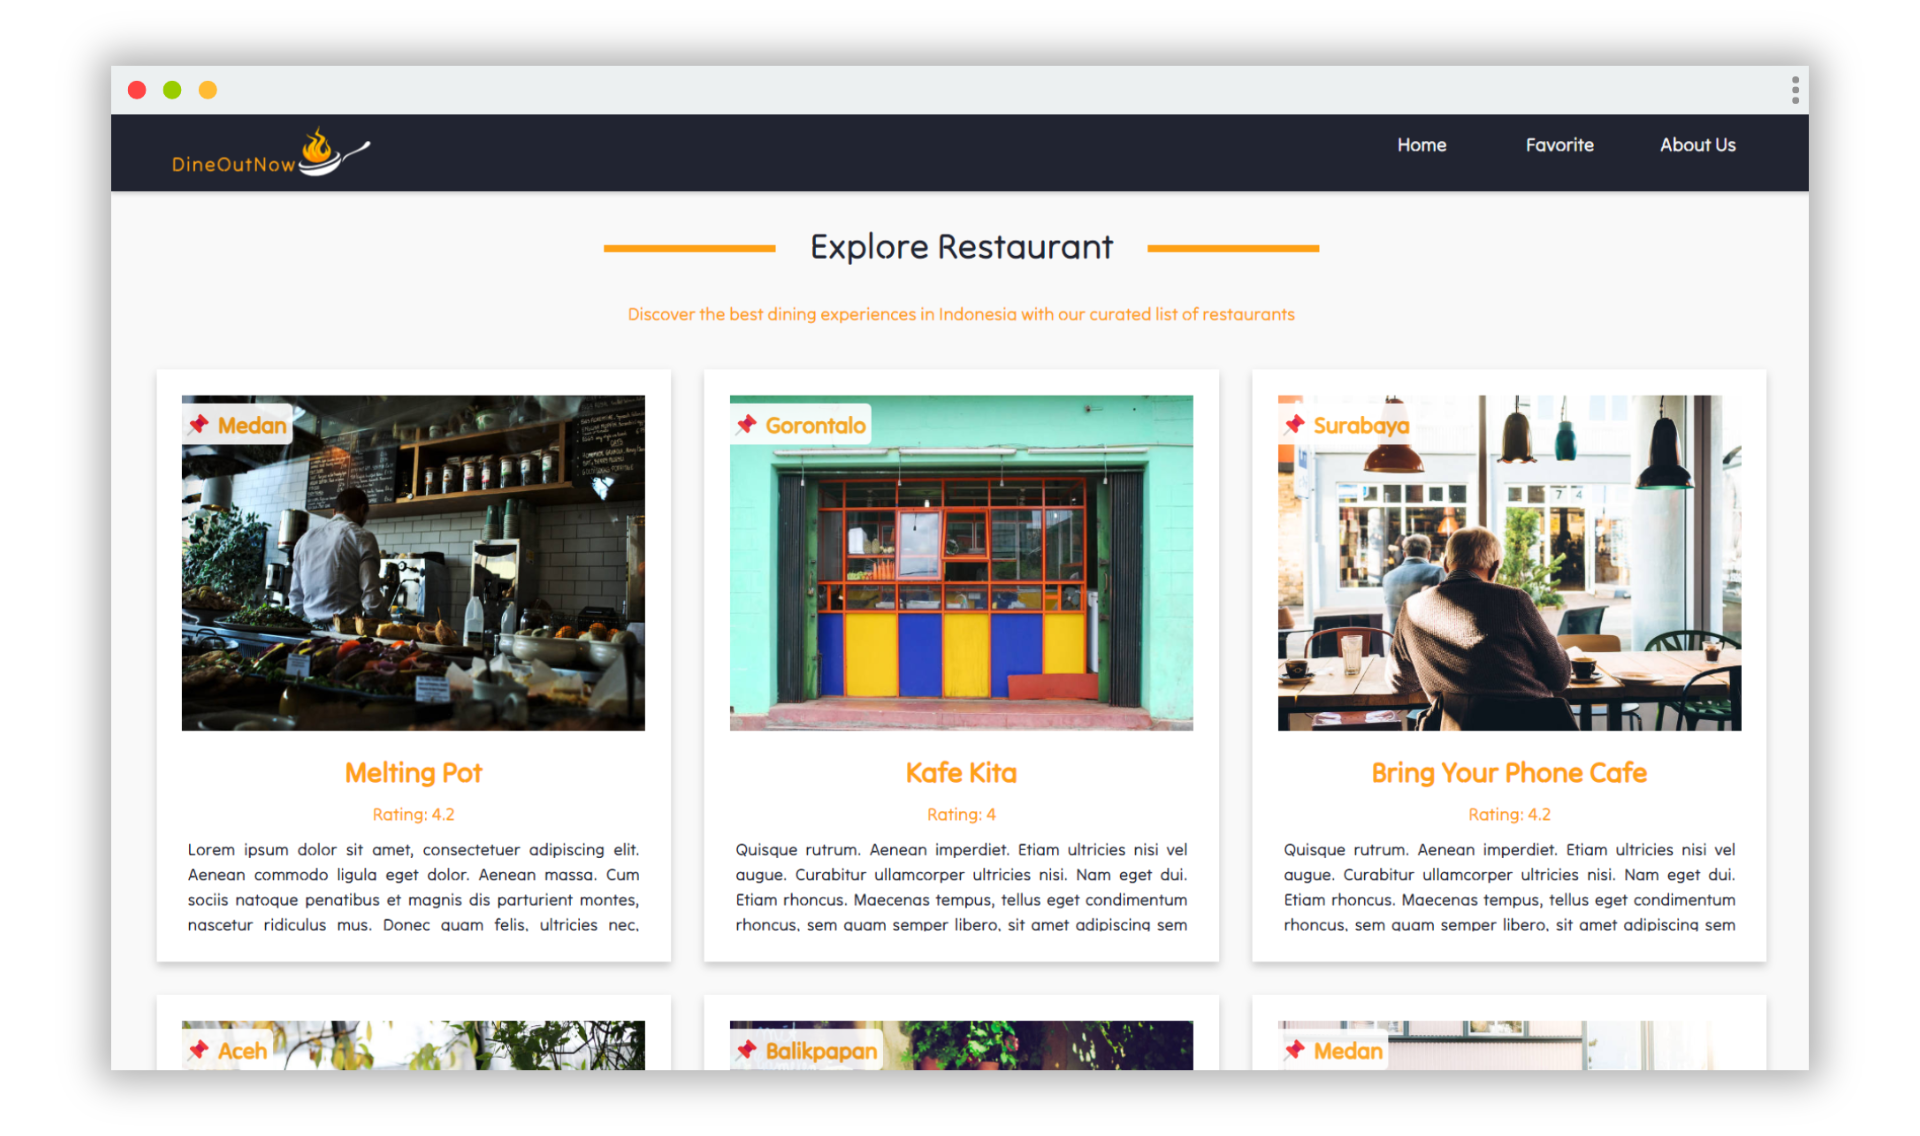 DineOutNow
Home
Favorite
About Us
Explore Restaurant
Discover the best dining experiences in Indonesia with our curated list of restaurants
Medan
Gorontalo
Surabaya
Melting Pot
Rating: 4.2
Lorem ipsum dolor sit amet, consectetuer adipiscing elit.
Aenean commodo ligula eget dolor. Aenean massa. Cum
sociis natoque penatibus et magnis dis parturient montes,
nascetur ridiculus mus. Donec quam felis, ultricies nec,
Kafe Kita
Rating: 4
Quisque rutrum. Aenean imperdiet. Etiam ultricies nisi vel
augue. Curabitur ullamcorper ultricies nisi. Nam eget dui.
Etiam rhoncus. Maecenas tempus, tellus eget condimentum
rhoncus, sem quam semper libero, sit amet adipiscing sem
Bring Your Phone Cafe
Rating: 4.2
Quisque rutrum. Aenean imperdiet. Etiam ultricies nisi vel
augue. Curabitur ullamcorper ultricies nisi. Nam eget dui.
Etiam rhoncus. Maecenas tempus, tellus eget condimentum
rhoncus, sem quam semper libero, sit amet adipiscing sem
Aceh
Balikpapan
Medan